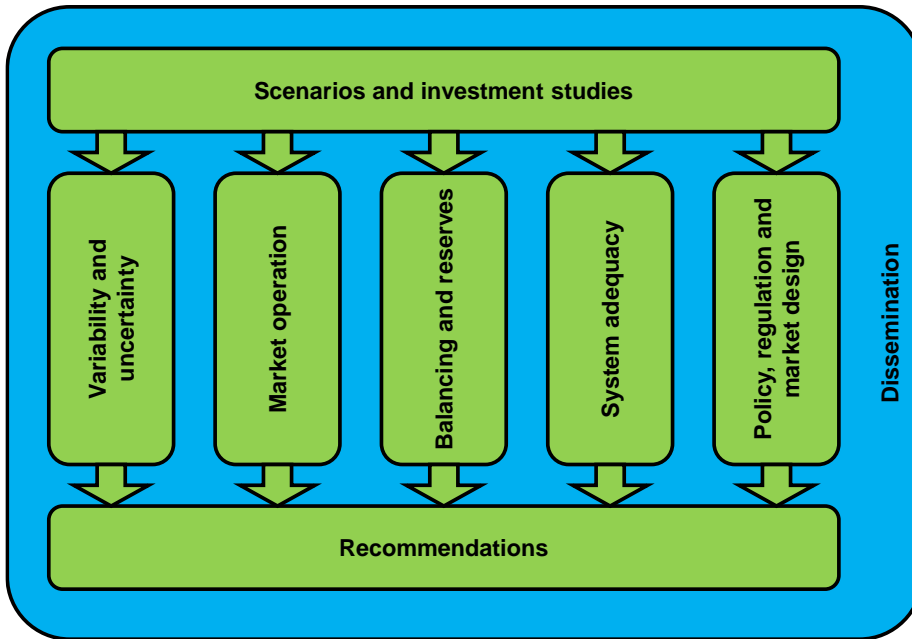 Scenarios and investment studies
Variability and
uncertainty
Market operation
Balancing and reserves
System adequacy
Policy, regulation and
market design
Dissemination
Recommendations